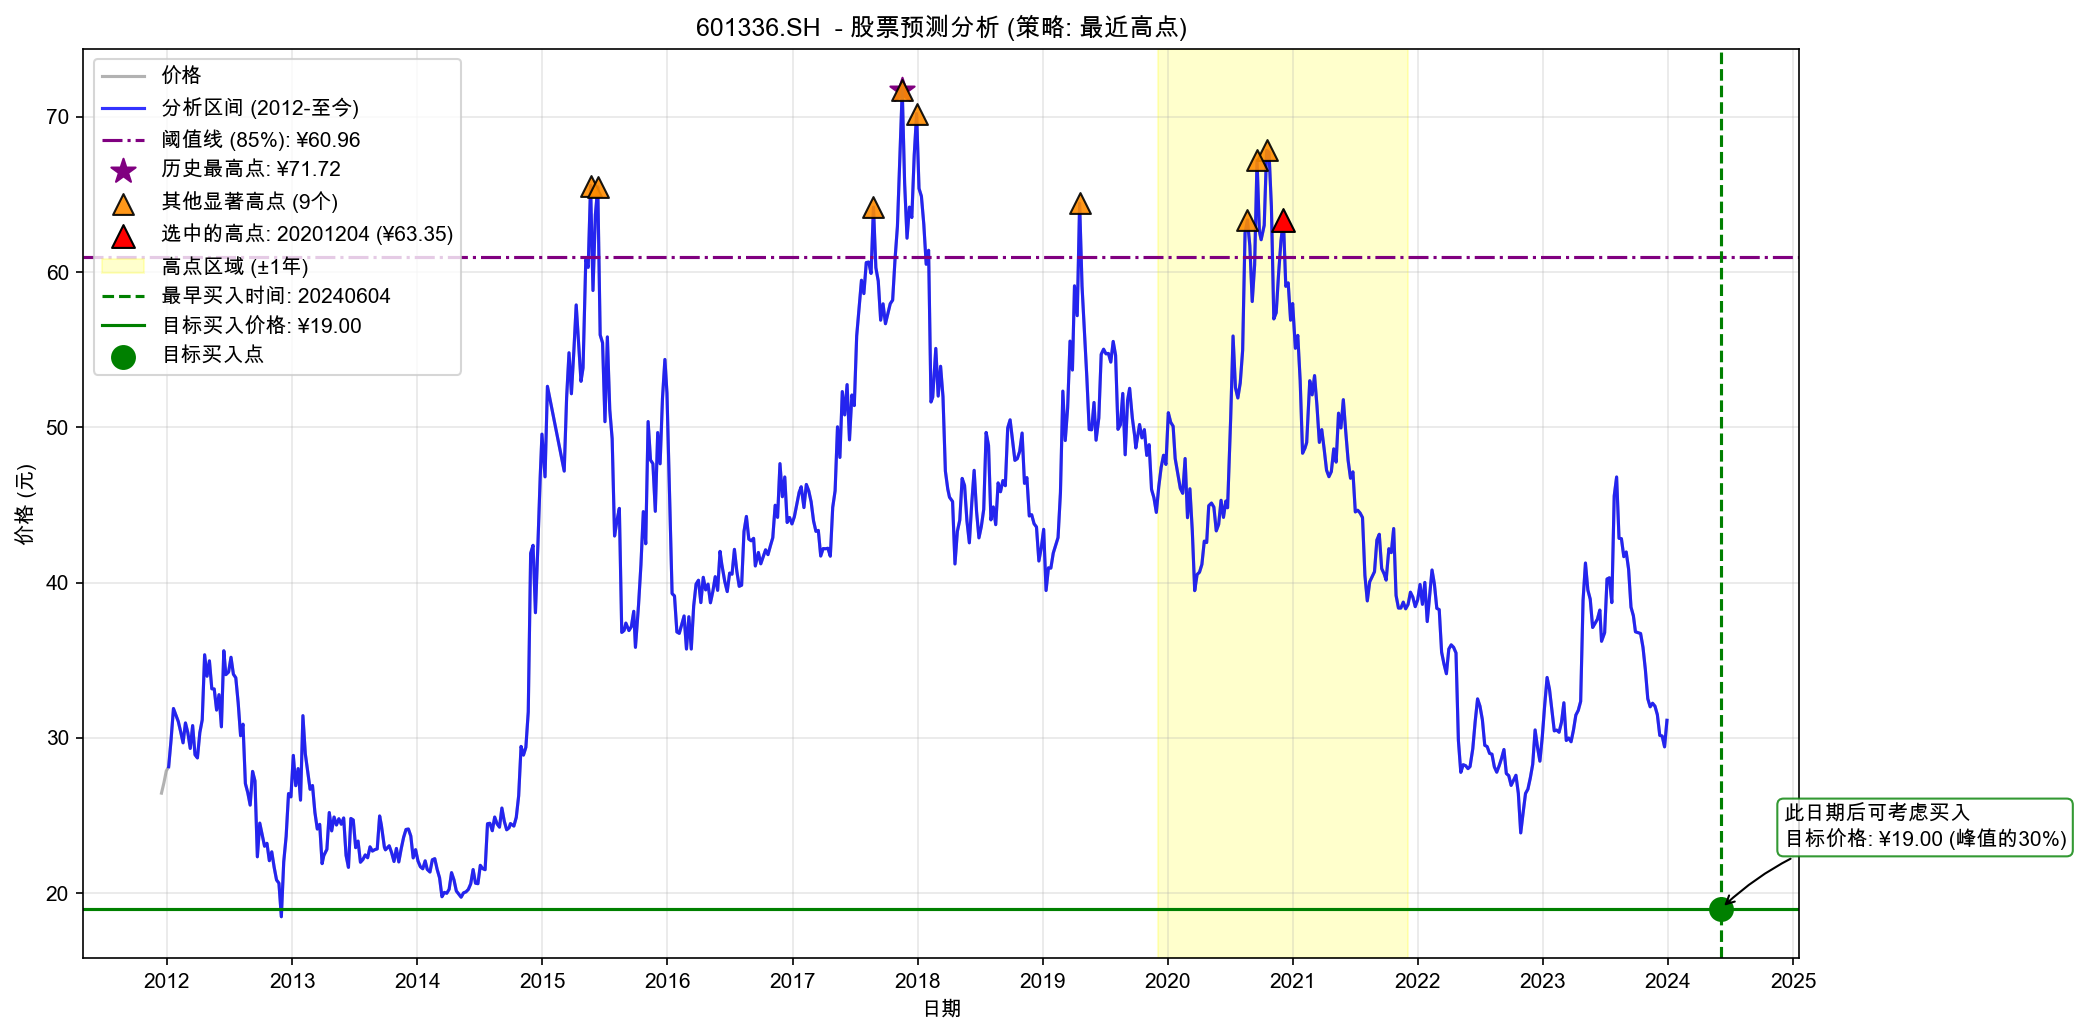 601336.SH - 股票预测分析 (策略: 最近高点)
价格
分析区间 (2012-至今)
阈值线 (85%): ¥60.96
历史最高点: ¥71.72
其他显著高点 (9个)
选中的高点: 20201204 (¥63.35)
高点区域 (±1年)
最早买入时间: 20240604
目标买入价格: ¥19.00
目标买入点
价格 (元)
70
60
50
40
30
20
此日期后可考虑买入
目标价格: ¥19.00 (峰值的30%)
2012 2013 2014 2015 2016 2017 2018 2019 2020 2021 2022 2023 2024 2025
日期